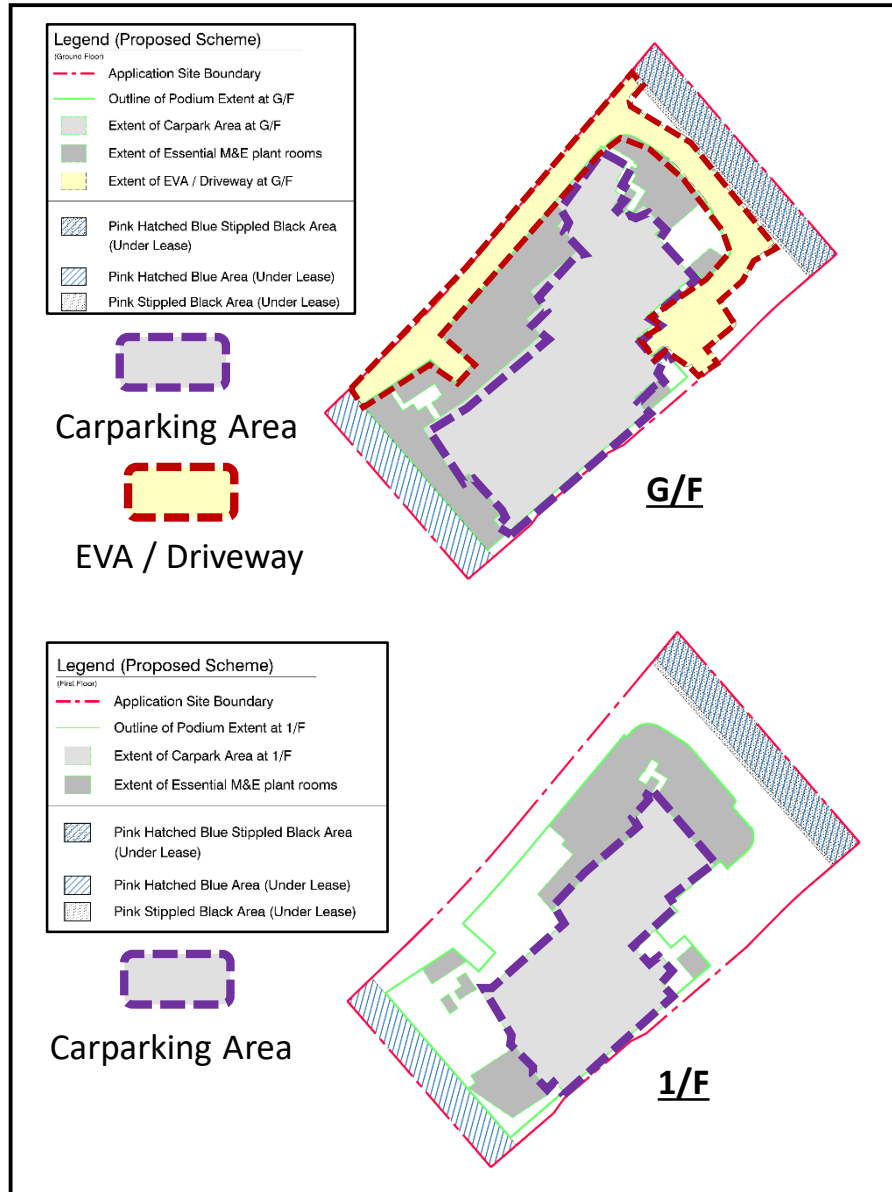 Legend (Proposed Scheme)
(Ground Floor)
Application Site Boundary
Outline of Podium Extent at G/F
Extent of Carpark Area at G/F
Extent of Essential M&E plant rooms
Extent of EVA / Driveway at G/F
Pink Hatched Blue Stippled Black Area
(Under Lease)
Pink Hatched Blue Area (Under Lease)
Pink Stippled Black Area (Under Lease)
Carparking Area
EVA / Driveway
G/F
Legend (Proposed Scheme)
(First Floor)
Application Site Boundary
Outline of Podium Extent at 1/F
Extent of Carpark Area at 1/F
Extent of Essential M&E plant rooms
Pink Hatched Blue Stippled Black Area
(Under Lease)
Pink Hatched Blue Area (Under Lease)
Pink Stippled Black Area (Under Lease)
Carparking Area
1/F